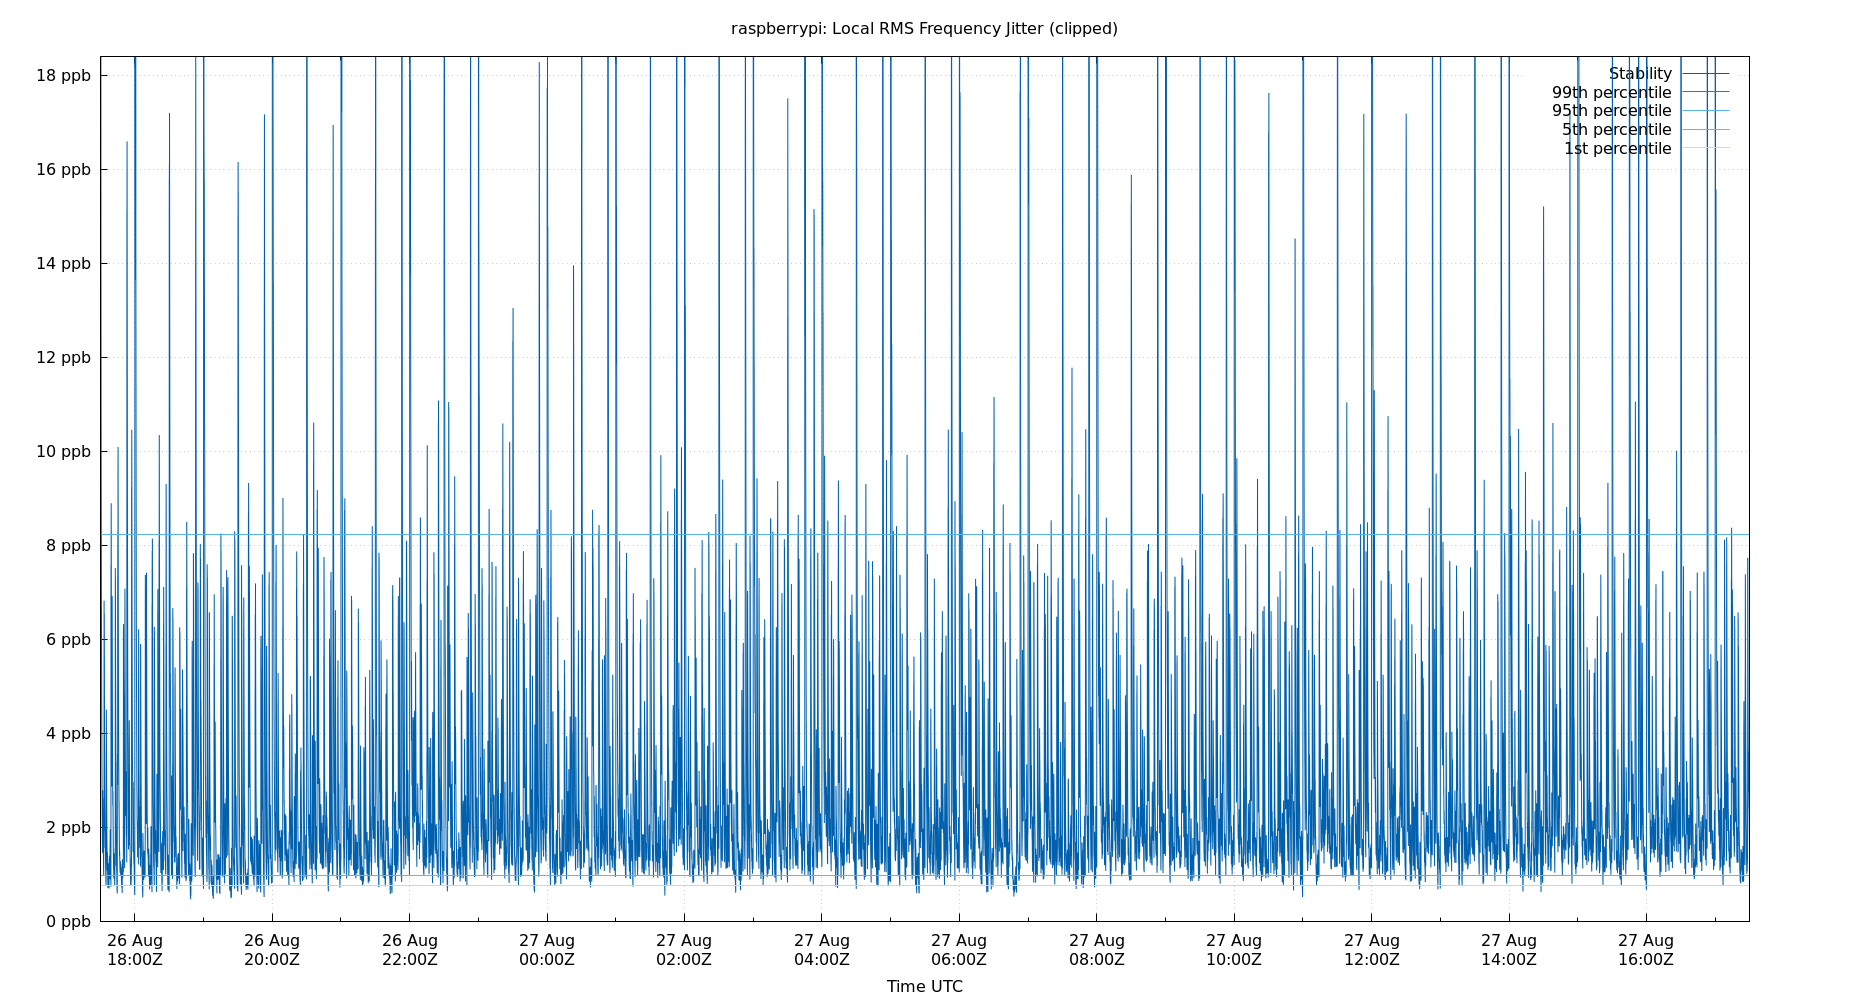 raspberrypi: Local RMS Frequency Jitter (clipped)
18 ppb
16 ppb
14 ppb
12 ppb
10 ppb
8 ppb
6 ppb
4 ppb
2 ppb
0 ppb
Stability
99th percentile
95th percentile
5th percentile
1st percentile
26 Aug 26 Aug 26 Aug 27 Aug 27 Aug 27 Aug 27 Aug 27 Aug 27 Aug 27 Aug 27 Aug 27 Aug
18:00Z 20:00Z 22:00Z 00:00Z 02:00Z 04:00Z 06:00Z 08:00Z 10:00Z 12:00Z 14:00Z 16:00Z
Time UTC